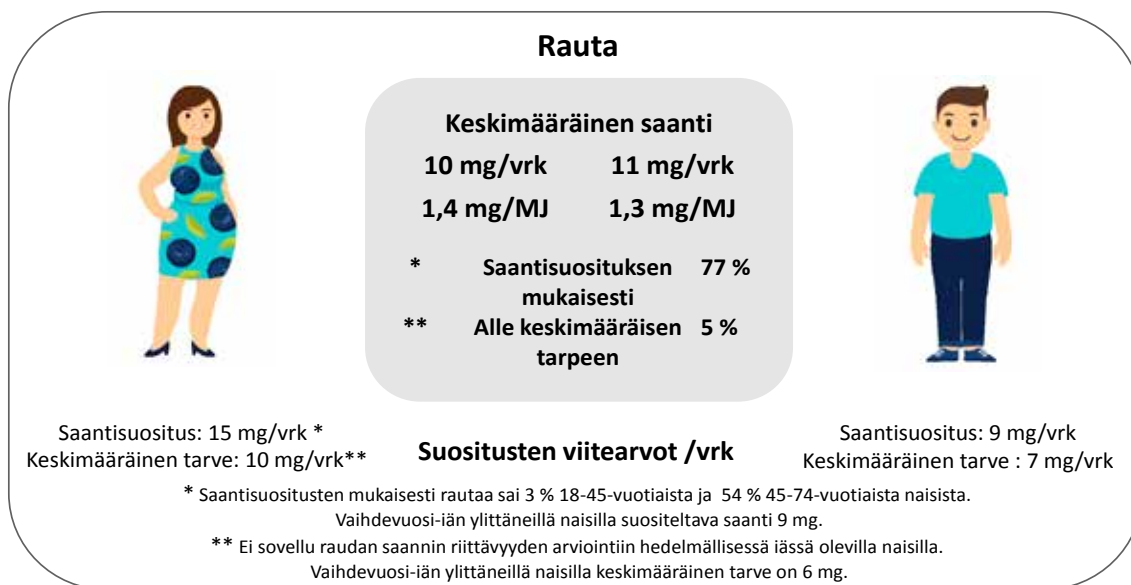 Rauta
Keskimääräinen saanti
10 mg/vrk 11 mg/vrk
1,4 mg/MJ 1,3 mg/MJ
* Saantisuosituksen 77 %
mukaisesti
** Alle keskimääräisen 5 %
tarpeen
Saantisuositus: 15 mg/vrk *
Keskimääräinen tarve: 10 mg/vrk**
Suositusten viitearvot /vrk
Saantisuositus: 9 mg/vrk
Keskimääräinen tarve : 7 mg/vrk
* Saantisuositusten mukaisesti rautaa sai 3 % 18-45-vuotiaista ja 54 % 45-74-vuotiaista naisista.
Vaihdevuosi-iän ylittäneillä naisilla suositeltava saanti 9 mg.
** Ei sovellu raudan saannin riittävyyden arviointiin hedelmällisessä iässä olevilla naisilla.
Vaihdevuosi-iän ylittäneillä naisilla keskimääräinen tarve on 6 mg.